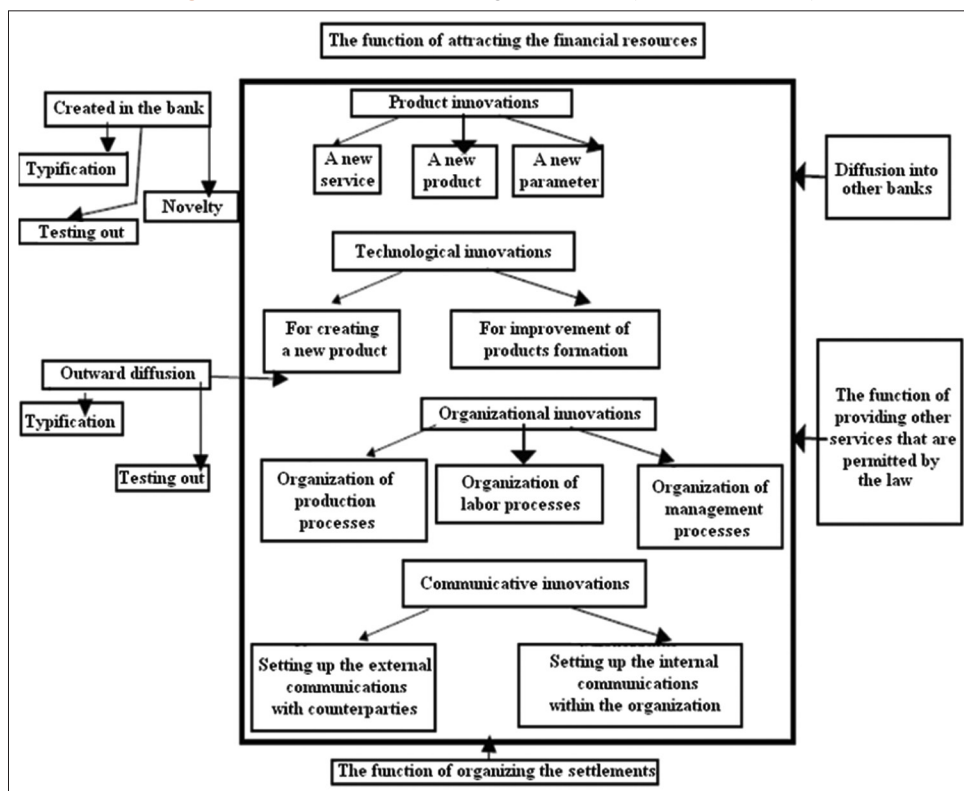 The function of attracting the financial resources
Created in the bank
Typification
Testing out
Novelty
Product innovations
A new
service
A new
product
A new
parameter
Diffusion into
other banks
Technological innovations
For creating
a new product
For improvement of
products formation
Outward diffusion
Typification
Testing out
Organizational innovations
Organization of
production
processes
Organization of
labor processes
Organization of
management
processes
The function of
providing other
services that are
permitted by
the law
Communicative innovations
Setting up the external
communications
with counterparties
Setting up the internal
communications
within the organization
The function of organizing the settlements